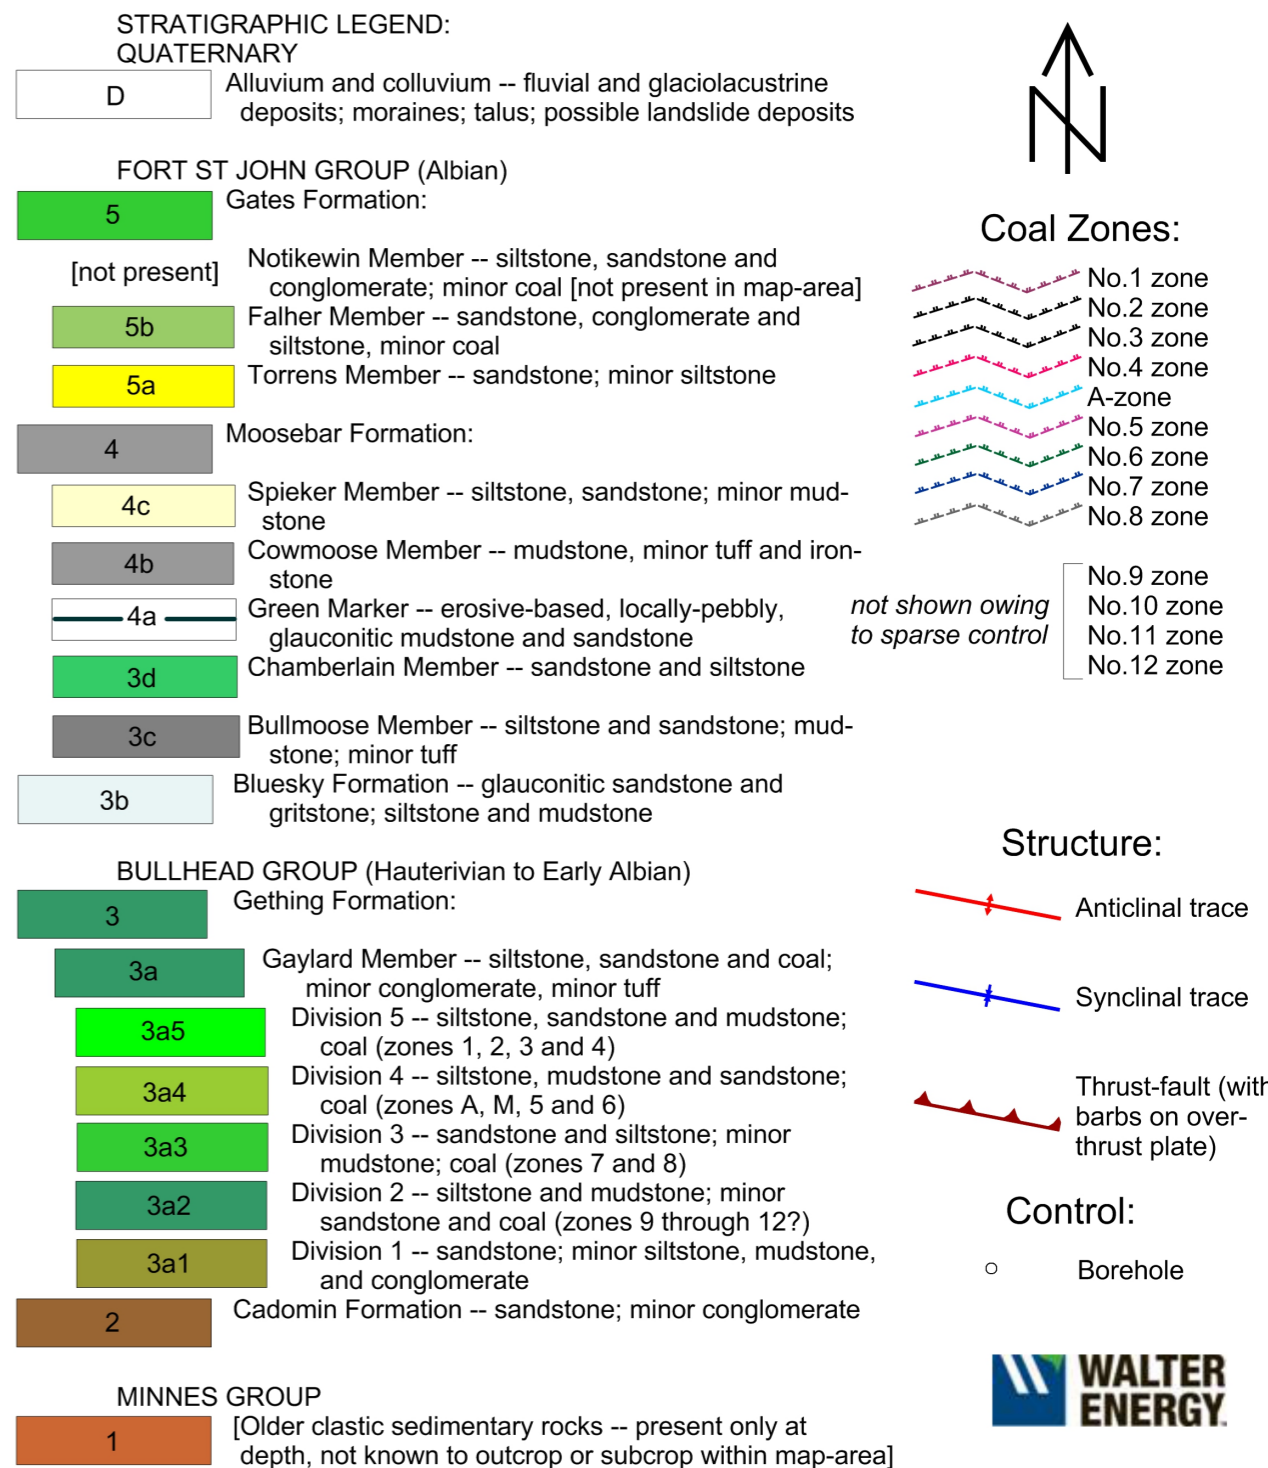 STRATIGRAPHIC LEGEND:
QUATERNARY
D
Alluvium and colluvium -- fluvial and glaciolacustrine
deposits; moraines; talus; possible landslide deposits
FORT ST JOHN GROUP (Albian)
5
Gates Formation:
[not present]
Notikewin Member -- siltstone, sandstone and
conglomerate; minor coal [not present in map-area]
5b
Falher Member -- sandstone, conglomerate and
siltstone, minor coal
5a
Torrens Member -- sandstone; minor siltstone
4
Moosebar Formation:
4c
Spieker Member -- siltstone, sandstone; minor mud-
stone
4b
Cowmoose Member -- mudstone, minor tuff and iron-
stone
4a
Green Marker -- erosive-based, locally-pebbly,
glauconitic mudstone and sandstone
3d
Chamberlain Member -- sandstone and siltstone
3c
Bullmoose Member -- siltstone and sandstone; mud-
stone; minor tuff
3b
Bluesky Formation -- glauconitic sandstone and
gritstone; siltstone and mudstone
BULLHEAD GROUP (Hauterivian to Early Albian)
3
Gething Formation:
3a
Gaylard Member -- siltstone, sandstone and coal;
minor conglomerate, minor tuff
3a5
Division 5 -- siltstone, sandstone and mudstone;
coal (zones 1, 2, 3 and 4)
3a4
Division 4 -- siltstone, mudstone and sandstone;
coal (zones A, M, 5 and 6)
3a3
Division 3 -- sandstone and siltstone; minor
mudstone; coal (zones 7 and 8)
3a2
Division 2 -- siltstone and mudstone; minor
sandstone and coal (zones 9 through 12?)
3a1
Division 1 -- sandstone; minor siltstone, mudstone,
and conglomerate
2
Cadomin Formation -- sandstone; minor conglomerate
MINNES GROUP
1
[Older clastic sedimentary rocks -- present only at
depth, not known to outcrop or subcrop within map-area]
N
Coal Zones:
No.1 zone
No.2 zone
No.3 zone
No.4 zone
A-zone
No.5 zone
No.6 zone
No.7 zone
No.8 zone
not shown owing
to sparse control
No.9 zone
No.10 zone
No.11 zone
No.12 zone
Structure:
Anticlinal trace
Synclinal trace
Thrust-fault (with
barbs on over-
thrust plate)
Control:
Borehole
WALTER
ENERGY.